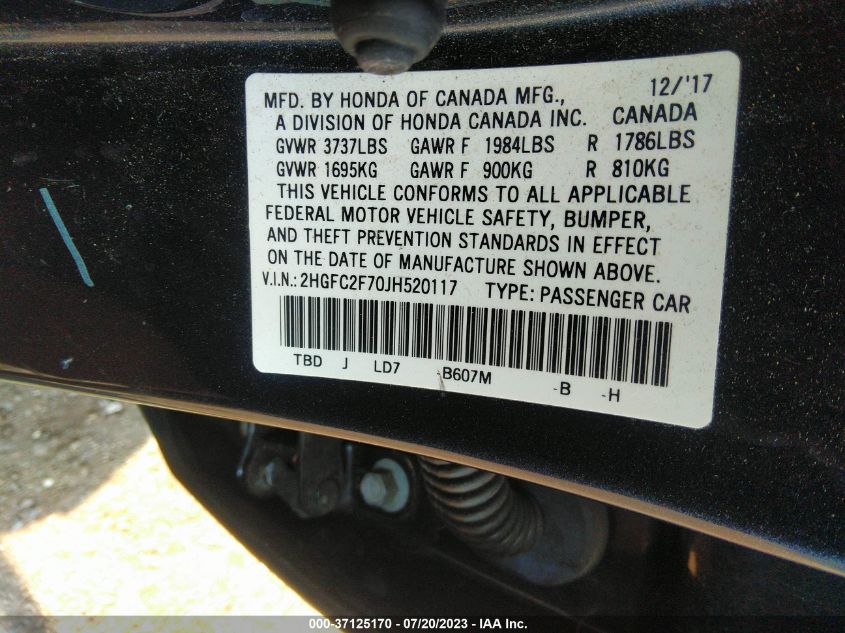 12/'17
MFD. BY HONDA OF CANADA MFG.,
A DIVISION OF HONDA CANADA INC. CANADA
GVWR 3737LBS GAWR F 1984LBS R 1786LBS
GVWR 1695KG GAWR F 900KG R 810KG
THIS VEHICLE CONFORMS TO ALL APPLICABLE
FEDERAL MOTOR VEHICLE SAFETY, BUMPER,
AND THEFT PREVENTION STANDARDS IN EFFECT
ON THE DATE OF MANUFACTURE SHOWN ABOVE.
V.I.N.: 2HGFC2F70JH520117 TYPE: PASSENGER CAR
TBD J LD7 -B607M -B -H
000-37125170 - 07/20/2023 - IAA Inc.